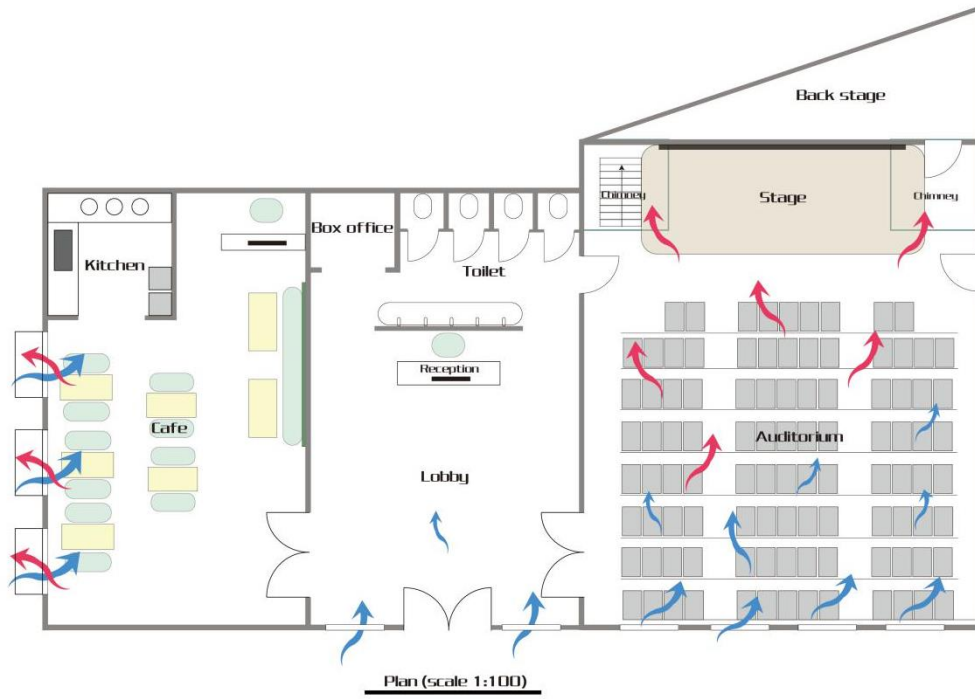 Back stage
Chimney
Stage
Chimney
Box office
Kitchen
Toilet
Reception
Cafe
Auditorium
Lobby
Plan (scale 1:100)